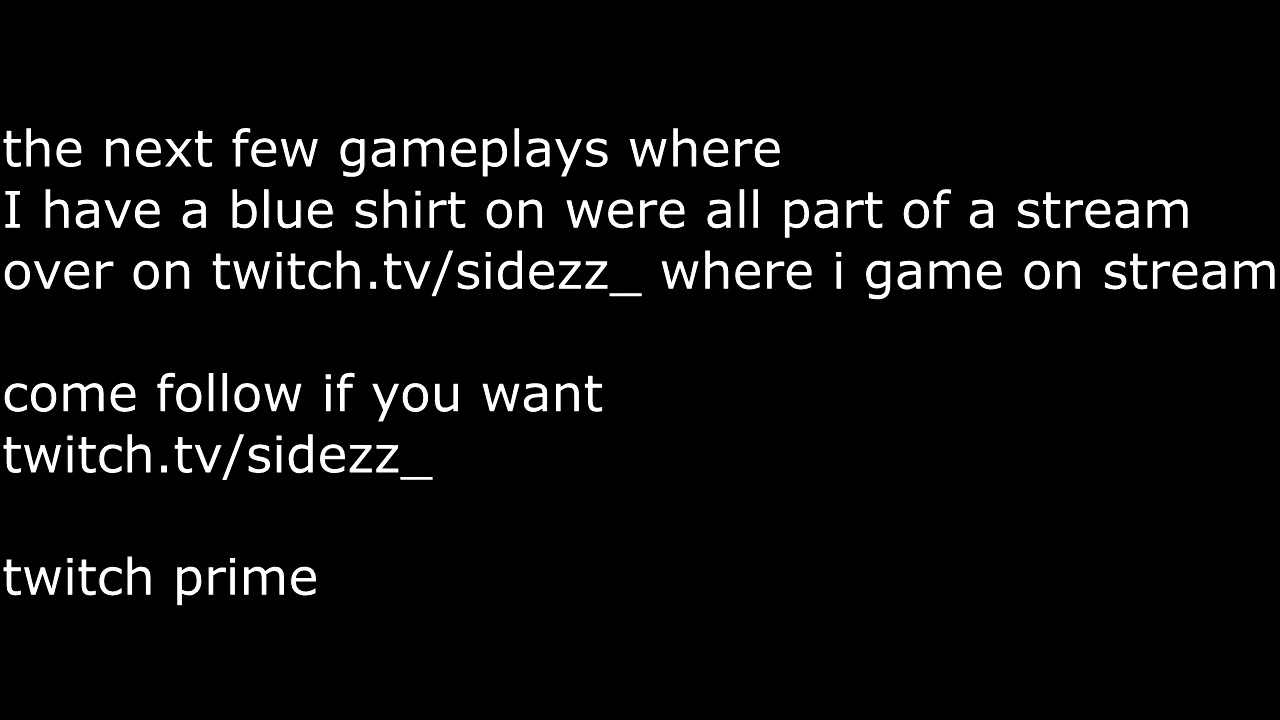 the next few gameplays where
I have a blue shirt on were all part of a stream
over on twitch.tv/sidezz_ where i game on stream
come follow if you want
twitch.tv/sidezz_
twitch prime